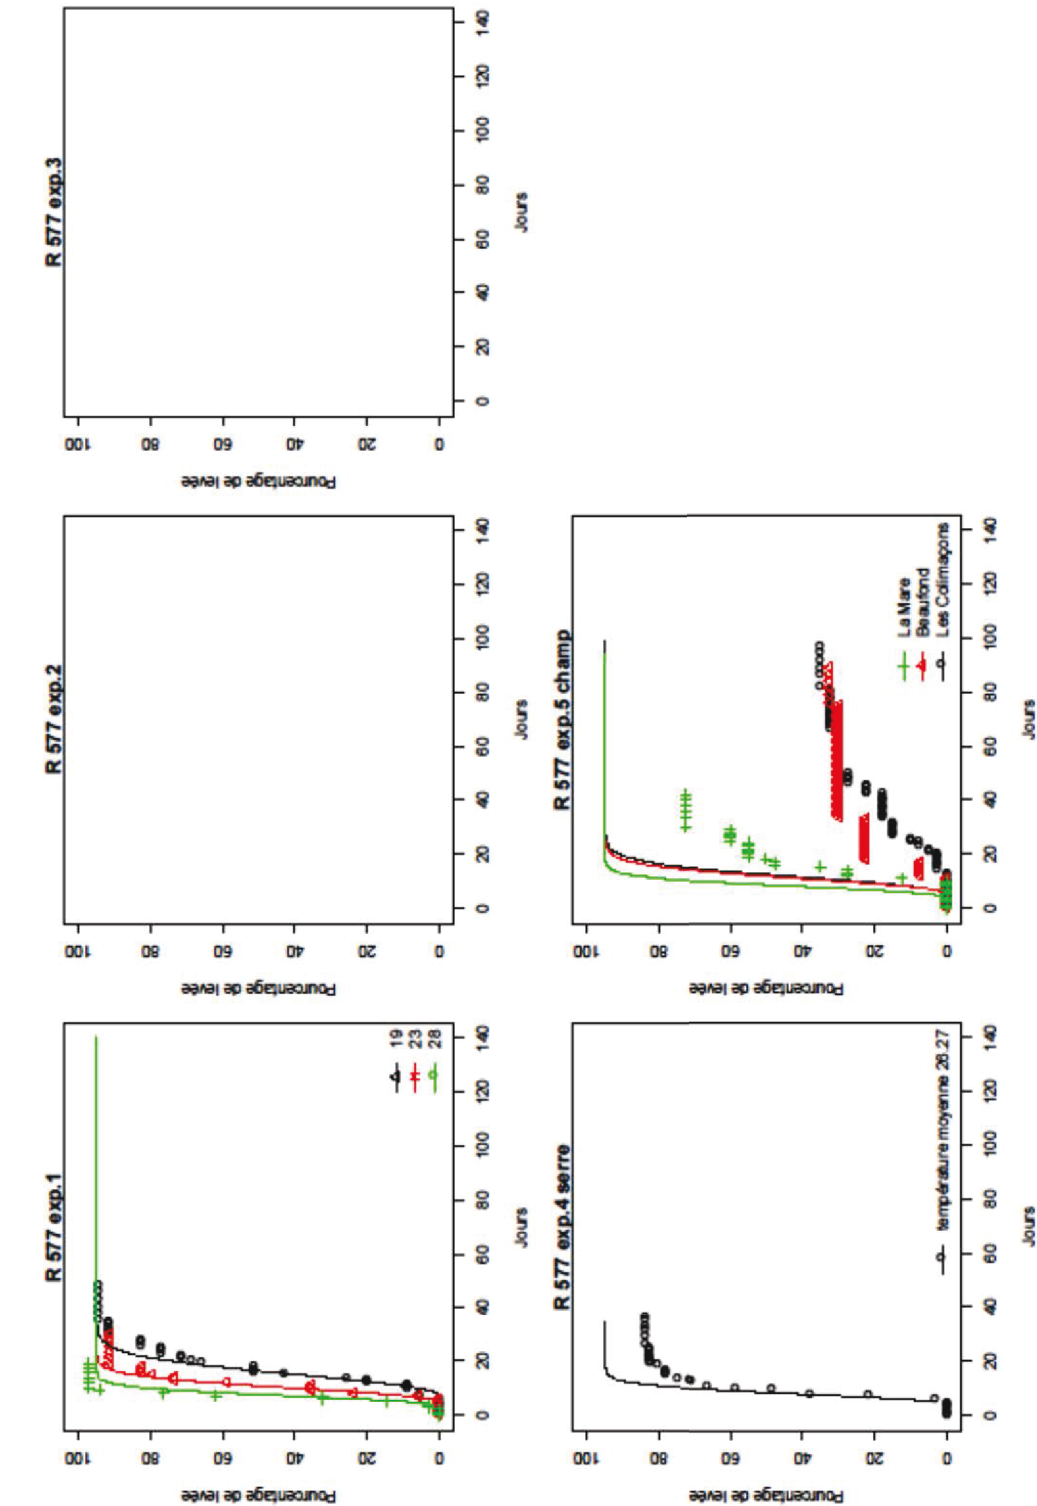 R 577 exp.1
Pourcentage de levée
0 20 40 60 80 100
0 20 40 60 80 100 120 140
Jours
19
23
28
R 577 exp.2
Pourcentage de levée
0 20 40 60 80 100
0 20 40 60 80 100 120 140
Jours
R 577 exp.3
Pourcentage de levée
0 20 40 60 80 100
0 20 40 60 80 100 120 140
Jours
R 577 exp.4 serre
Pourcentage de levée
0 20 40 60 80 100
0 20 40 60 80 100 120 140
Jours
température moyenne 26.27
R 577 exp.5 champ
Pourcentage de levée
0 20 40 60 80 100
0 20 40 60 80 100 120 140
Jours
La Mare
Beaufond
Les Colimaçons